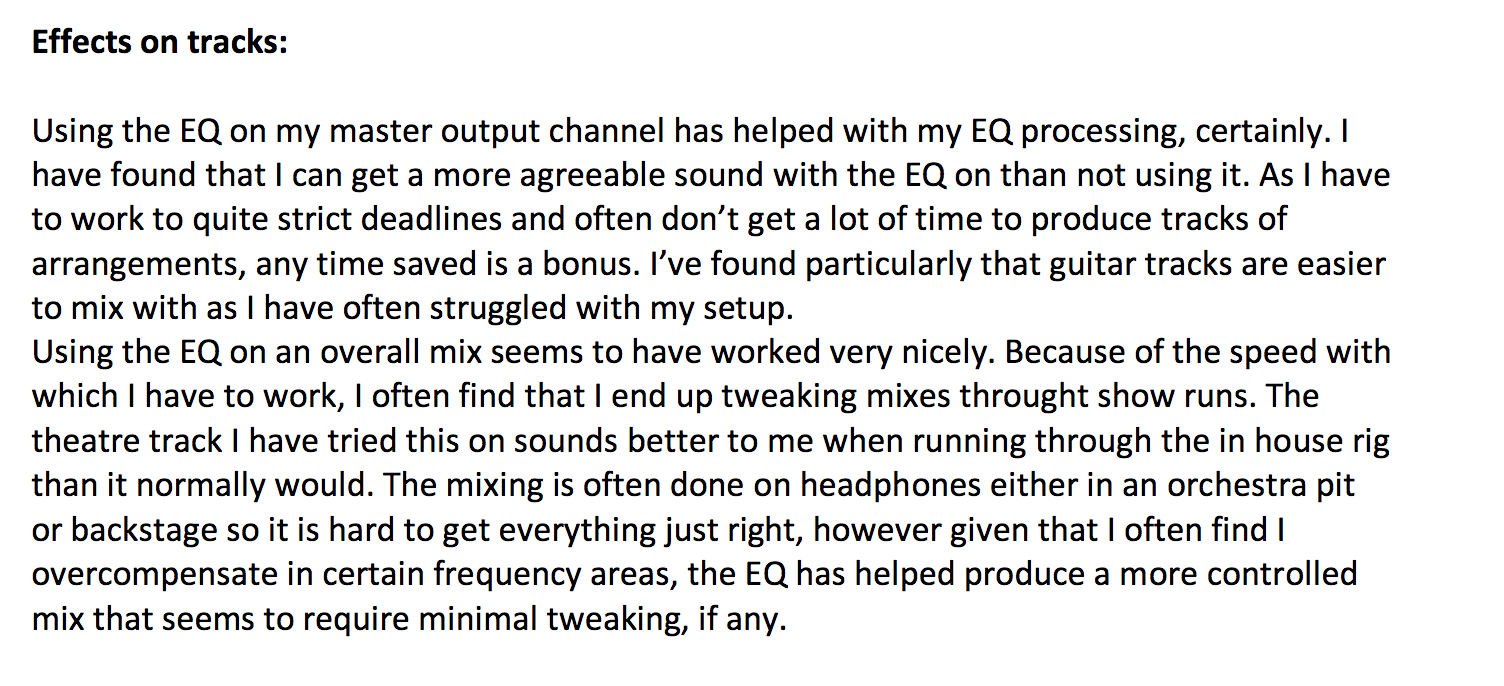 Effects on tracks:
Using the EQ on my master output channel has helped with my EQ processing, certainly. I
have found that I can get a more agreeable sound with the EQ on than not using it. As I have
to work to quite strict deadlines and often don’t get a lot of time to produce tracks of
arrangements, any time saved is a bonus. I’ve found particularly that guitar tracks are easier
to mix with as I have often struggled with my setup.
Using the EQ on an overall mix seems to have worked very nicely. Because of the speed with
which I have to work, I often find that I end up tweaking mixes throught show runs. The
theatre track I have tried this on sounds better to me when running through the in house rig
than it normally would. The mixing is often done on headphones either in an orchestra pit
or backstage so it is hard to get everything just right, however given that I often find I
overcompensate in certain frequency areas, the EQ has helped produce a more controlled
mix that seems to require minimal tweaking, if any.